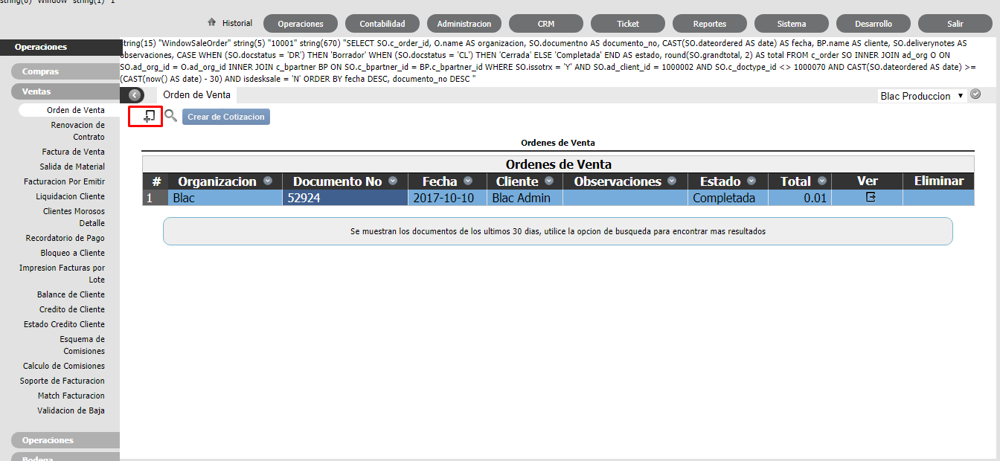 string(6) "Window" string(1) "1"
Historial
Operaciones
Contabilidad
Administracion
CRM
Ticket
Reportes
Sistema
Desarrollo
Salir
string(15) "WindowSaleOrder" string(5) "10001" string(670) "SELECT SO.c_order_id, O.name AS organizacion, SO.documentno AS documento_no, CAST(SO.dateordered AS date) AS fecha, BP.name AS cliente, SO.deliverynotes AS
observaciones, CASE WHEN (SO.docstatus = 'DR') THEN 'Borrador' WHEN (SO.docstatus = 'CL') THEN 'Cerrada' ELSE 'Completada' END AS estado, round(SO.grandtotal, 2) AS total FROM c_order SO INNER JOIN ad_org O ON
SO.ad_org_id = O.ad_org_id INNER JOIN c_bpartner BP ON SO.c_bpartner_id = BP.c_bpartner_id WHERE SO.issotrx = 'Y' AND SO.ad_client_id = 1000002 AND SO.c_doctype_id <> 1000070 AND CAST(SO.dateordered AS date) >=
(CAST(now() AS date) - 30) AND isdesksale = 'N' ORDER BY fecha DESC, documento_no DESC "
Operaciones
Compras
Ventas
Orden de Venta
Renovacion de
Contrato
Factura de Venta
Salida de Material
Facturacion Por Emitir
Liquidacion Cliente
Clientes Morosos
Detalle
Recordatorio de Pago
Bloqueo a Cliente
Impresion Facturas por
Lote
Balance de Cliente
Credito de Cliente
Estado Credito Cliente
Esquema de
Comisiones
Calculo de Comisiones
Soporte de Facturacion
Match Facturacion
Validacion de Baja
Operaciones
Bodega
Orden de Venta
Blac Produccion
Crear de Cotizacion
Ordenes de Venta
Ordenes de Venta
# Organizacion Documento No Fecha Cliente Observaciones Estado Total Ver Eliminar
1 Blac 52924 2017-10-10 Blac Admin Completada 0.01
Se muestran los documentos de los ultimos 30 dias, utilice la opcion de busqueda para encontrar mas resultados